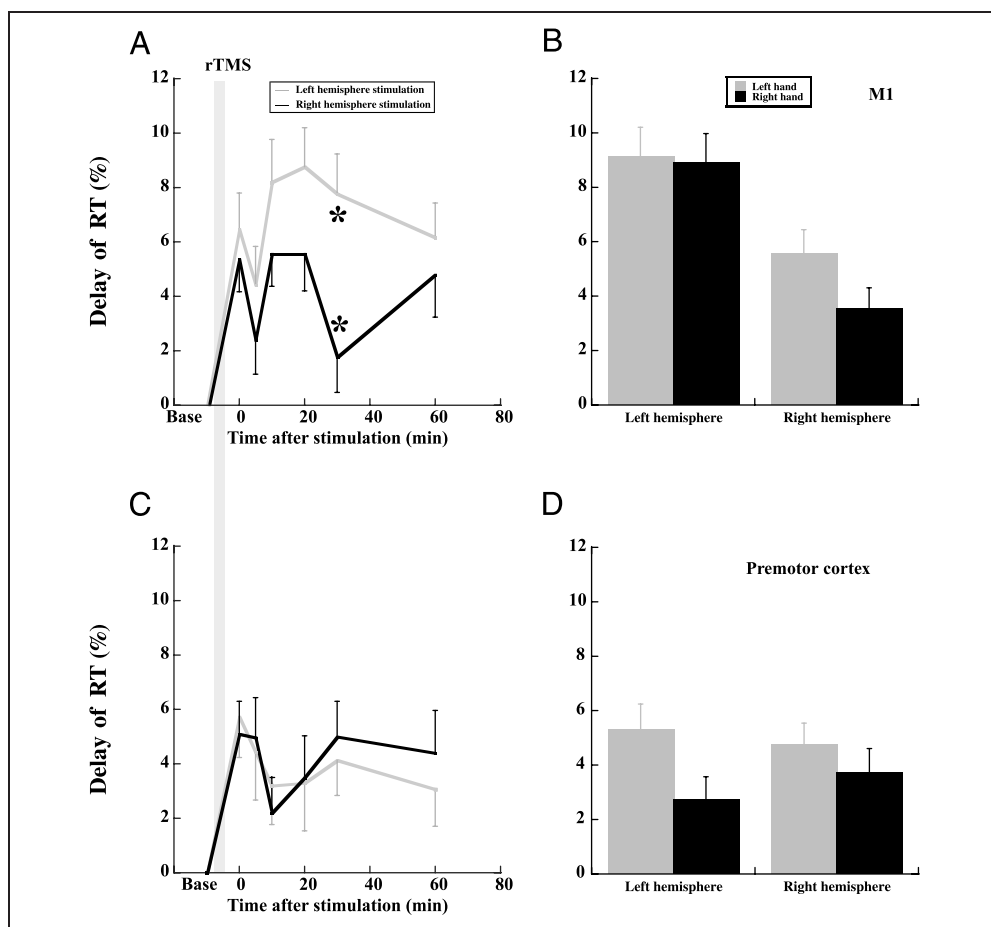 A
rTMS
12
10
8
6
4
2
0
Delay of RT (%)
Left hemisphere stimulation
Right hemisphere stimulation
*
*
Base
0
20
40
60
80
Time after stimulation (min)
B
12
10
8
6
4
2
0
Left hand
Right hand
M1
Left hemisphere
Right hemisphere
C
12
10
8
6
4
2
0
Delay of RT (%)
Base
0
20
40
60
80
Time after stimulation (min)
D
12
10
8
6
4
2
0
Premotor cortex
Left hemisphere
Right hemisphere